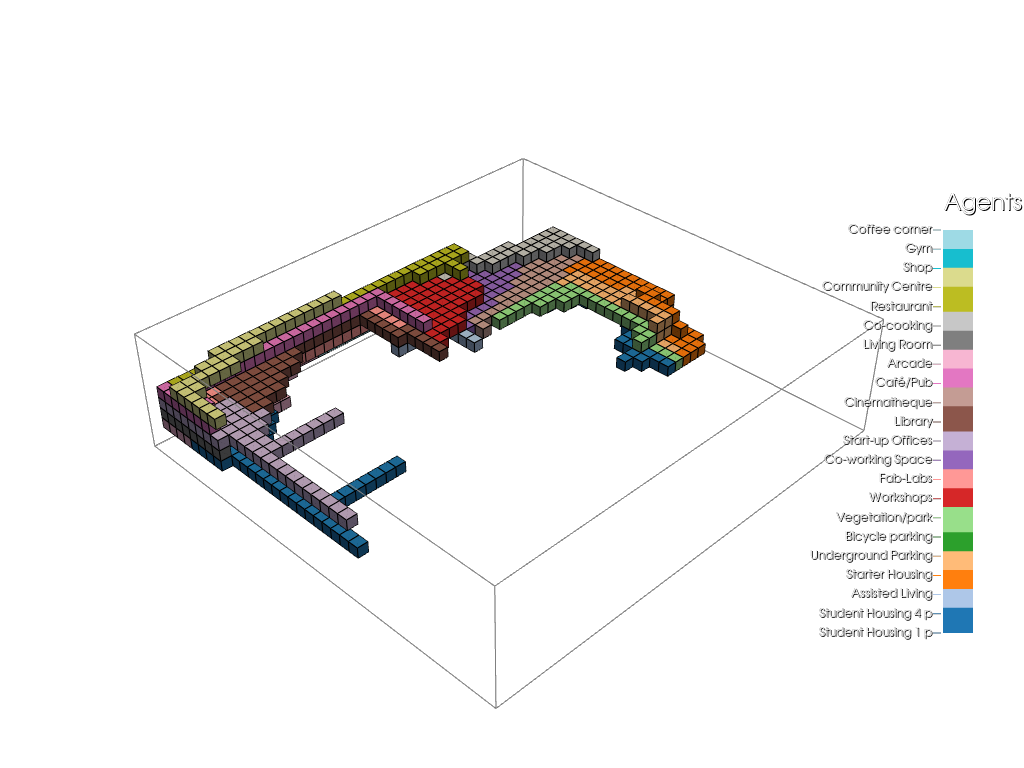 Agents
Coffee corner
Gym
Shop
Community Centre
Restaurant
Co-cooking
Living Room
Arcade
Café/Pub
Cinematheque
Library
Start-up Offices
Co-working Space
Fab-Labs
Workshops
Vegetation/park
Bicycle parking
Underground Parking
Starter Housing
Assisted Living
Student Housing 4 p
Student Housing 1 p